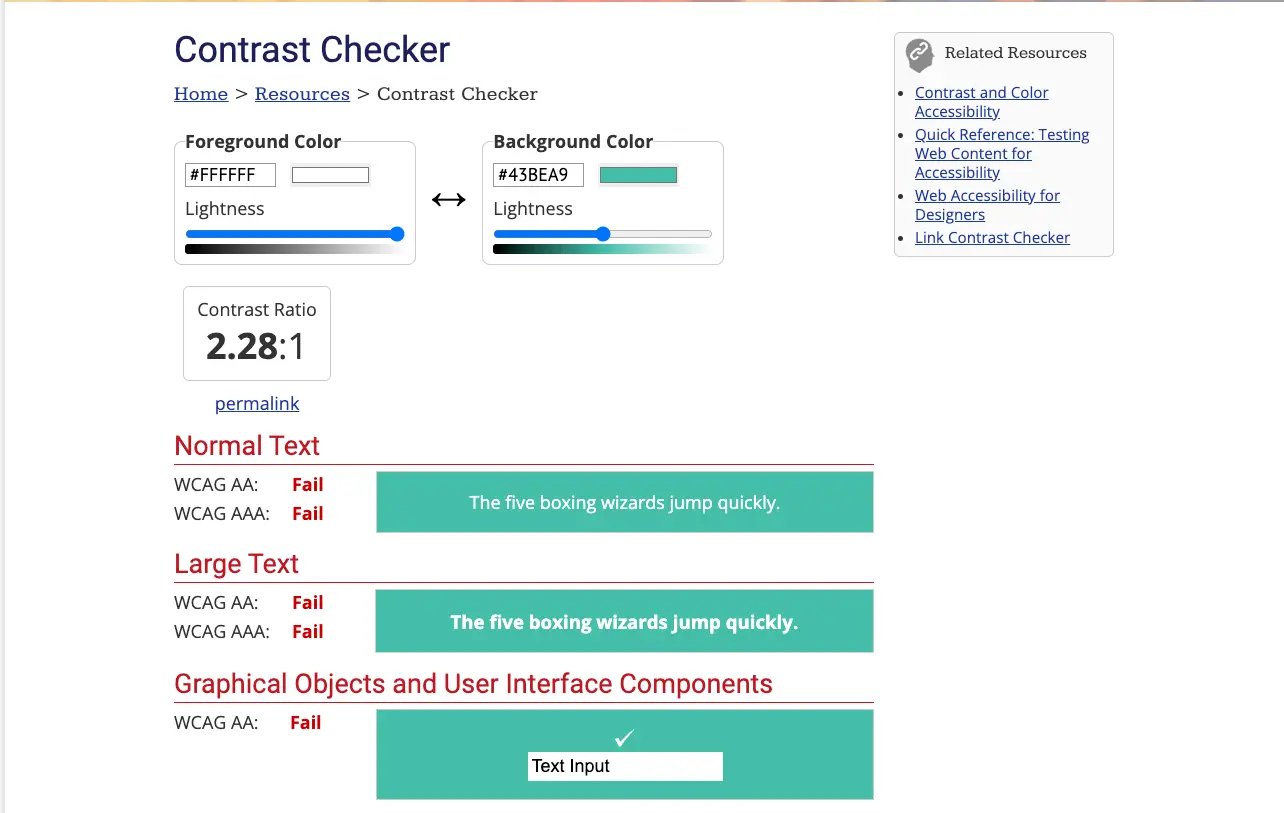 Contrast Checker
Home > Resources > Contrast Checker
Foreground Color
#FFFFFF
Lightness
Background Color
#43BEA9
Lightness
Contrast Ratio
2.28:1
permalink
Normal Text
WCAG AA: Fail
WCAG AAA: Fail
The five boxing wizards jump quickly.
Large Text
WCAG AA: Fail
WCAG AAA: Fail
The five boxing wizards jump quickly.
Graphical Objects and User Interface Components
WCAG AA: Fail
Text Input
Related Resources
Contrast and Color
Accessibility
Quick Reference: Testing
Web Content for
Accessibility
Web Accessibility for
Designers
Link Contrast Checker